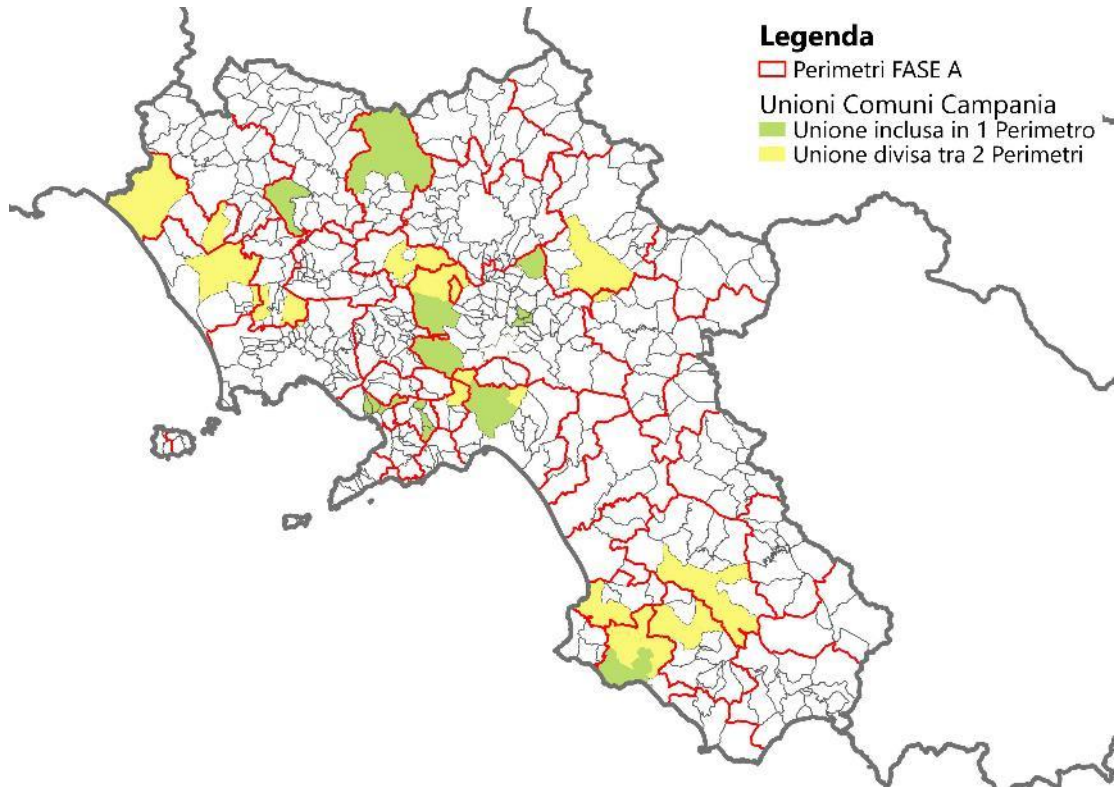 Legenda
Perimetri FASE A
Unioni Comuni Campania
Unione inclusa in 1 Perimetro
Unione divisa tra 2 Perimetri